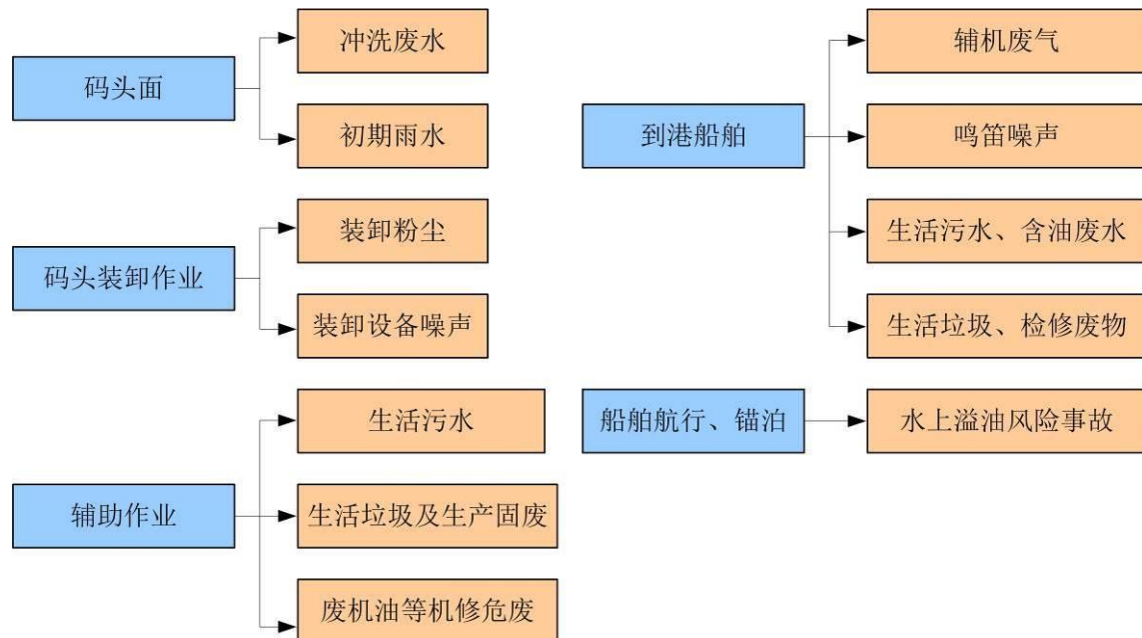 码头面
冲洗废水
初期雨水
码头装卸作业
装卸粉尘
装卸设备噪声
辅助作业
生活污水
生活垃圾及生产固废
废机油等机修危废
到港船舶
辅机废气
鸣笛噪声
生活污水、含油废水
生活垃圾、检修废物
船舶航行、锚泊
水上溢油风险事故